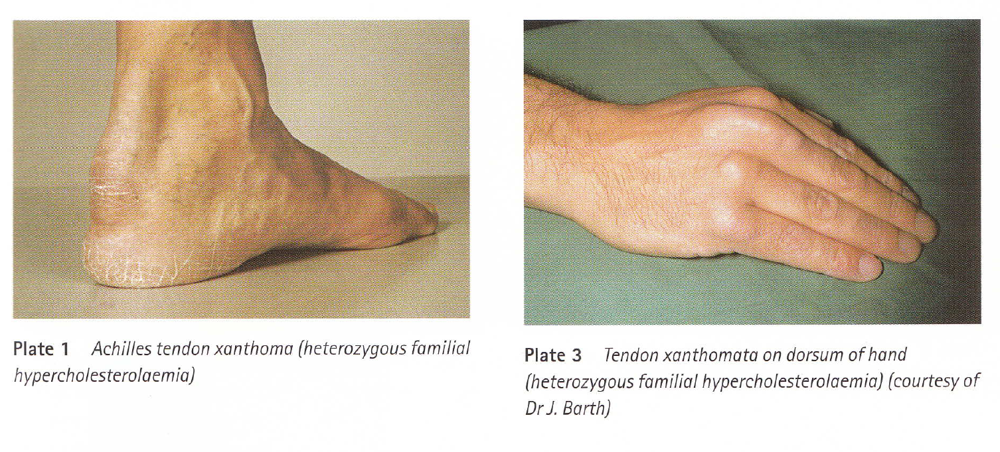 Plate 1 Achilles tendon xanthoma (heterozygous familial
hypercholesterolaemia)
Plate 3 Tendon xanthomata on dorsum of hand
(heterozygous familial hypercholesterolaemia) (courtesy of
Dr J. Barth)